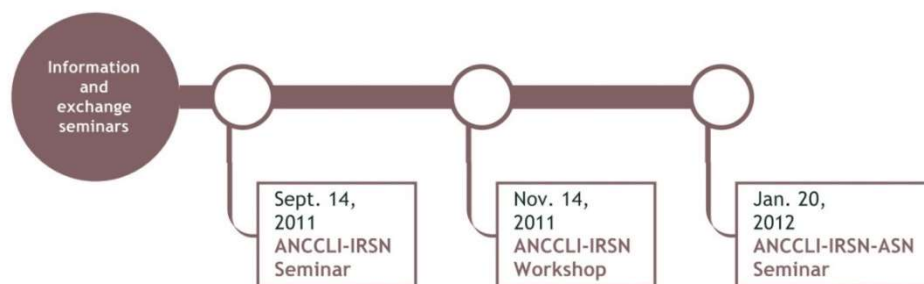 Information
and
exchange
seminars
Sept. 14,
2011
ANCCLI-IRSN
Seminar
Nov. 14,
2011
ANCCLI-IRSN
Workshop
Jan. 20,
2012
ANCCLI-IRSN-ASN
Seminar